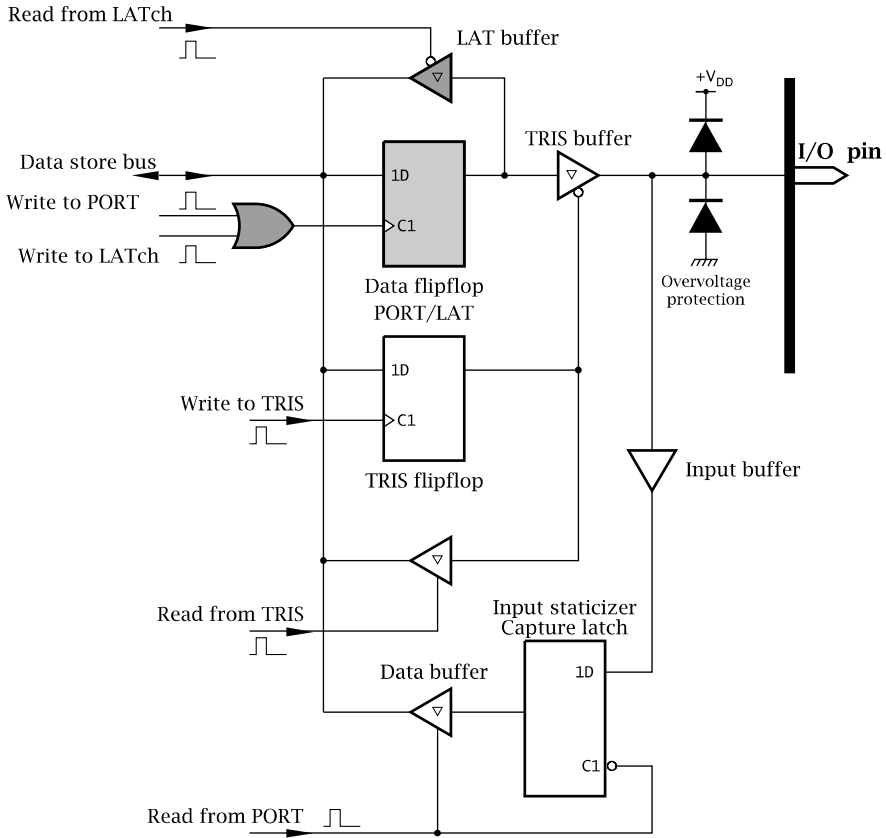 Read from LATch
LAT buffer
+VDD
TRIS buffer
I/O pin
Data store bus
1D
Write to PORT
C1
Write to LATch
Data flipflop
PORT/LAT
Overvoltage
protection
1D
Write to TRIS
C1
Input buffer
TRIS flipflop
Read from TRIS
Input staticizer
Capture latch
Data buffer
1D
C1
Read from PORT